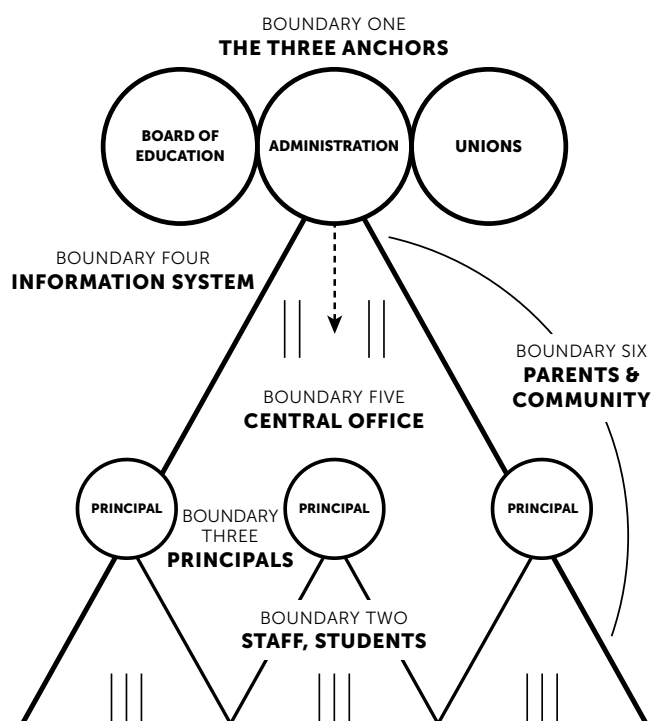 BOUNDARY ONE
THE THREE ANCHORS
BOARD OF
EDUCATION
ADMINISTRATION
UNIONS
BOUNDARY FOUR
INFORMATION SYSTEM
BOUNDARY SIX
PARENTS &
COMMUNITY
BOUNDARY FIVE
CENTRAL OFFICE
PRINCIPAL
PRINCIPAL
PRINCIPAL
BOUNDARY
THREE
PRINCIPALS
BOUNDARY TWO
STAFF, STUDENTS